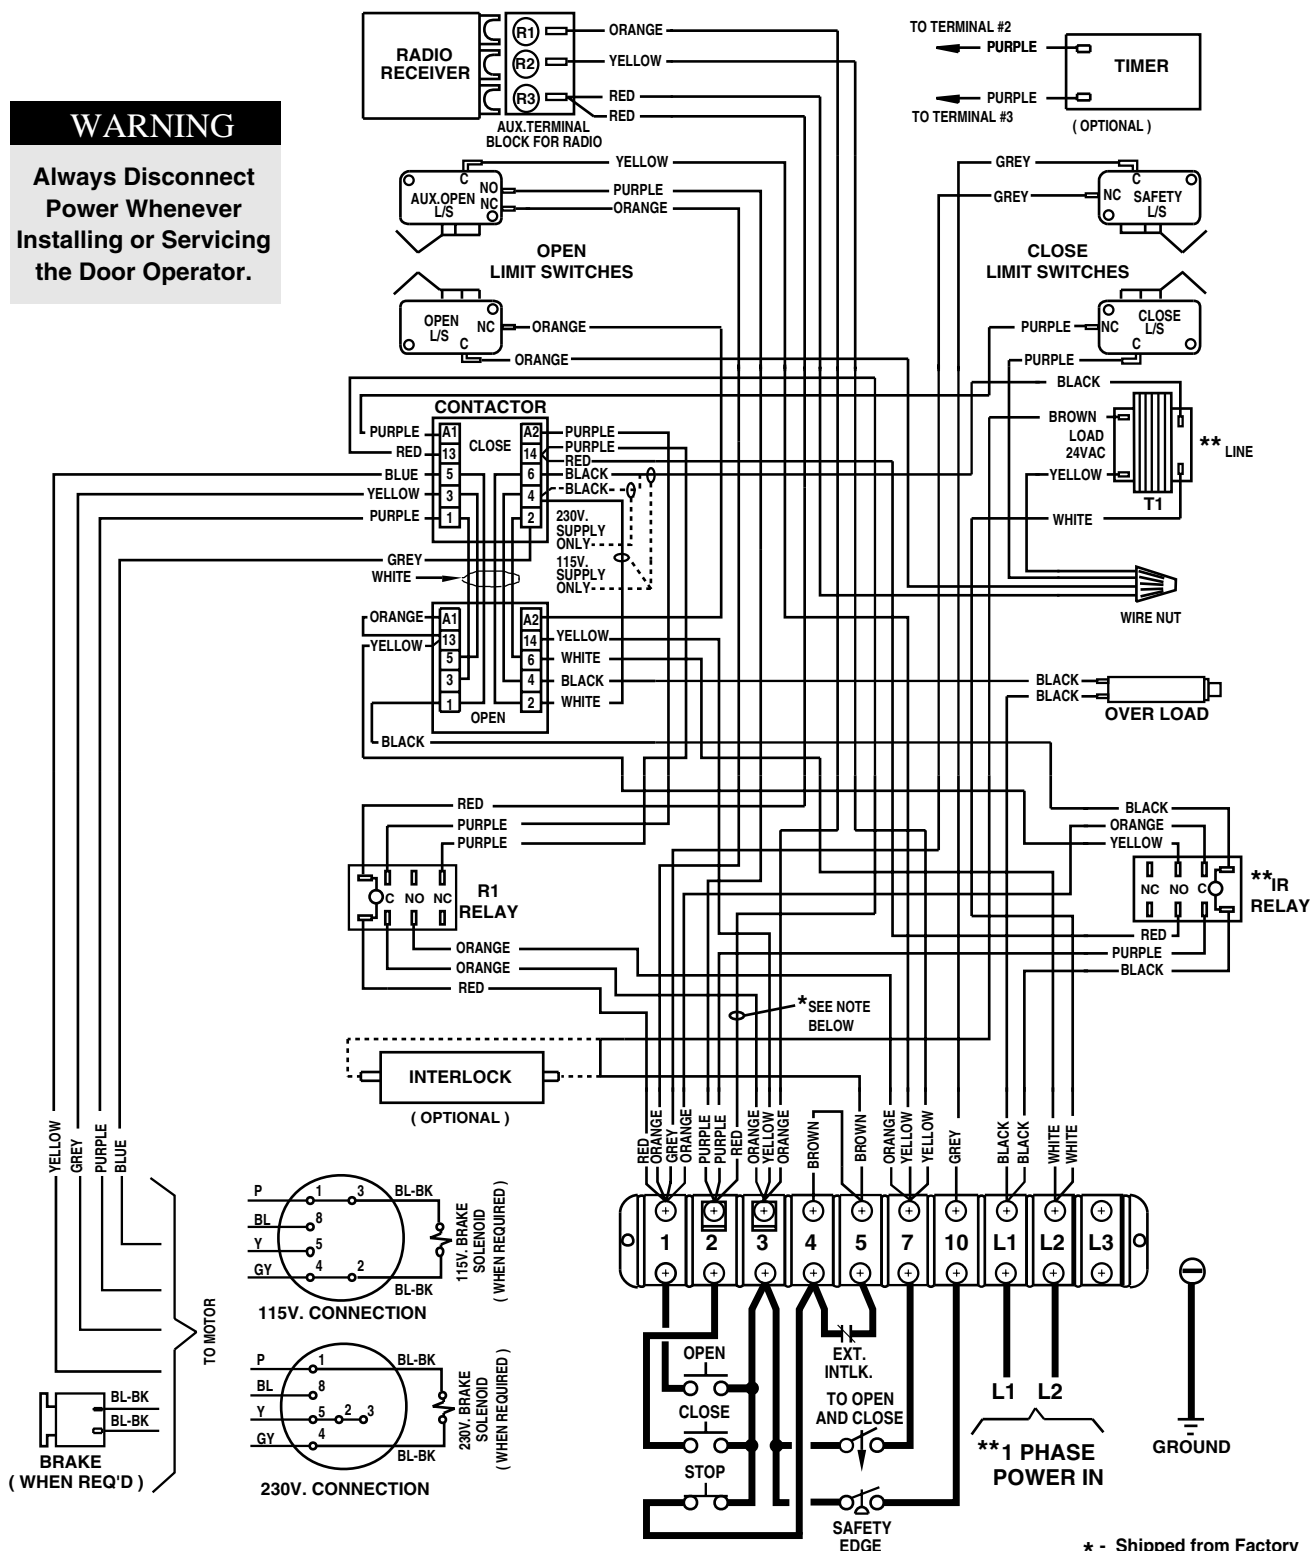 WARNING
Always Disconnect
Power Whenever
Installing or Servicing
the Door Operator.
RADIO
RECEIVER
R1
R2
R3
ORANGE
YELLOW
RED
RED
AUX.TERMINAL
BLOCK FOR RADIO
TO TERMINAL #2
PURPLE
PURPLE
TO TERMINAL #3
TIMER
( OPTIONAL )
YELLOW
PURPLE
ORANGE
C
NO
NC
AUX.OPEN
L/S
OPEN
LIMIT SWITCHES
OPEN
L/S
NC
C
ORANGE
ORANGE
GREY
GREY
C
NC
SAFETY
L/S
CLOSE
LIMIT SWITCHES
CLOSE
L/S
NC
C
PURPLE
PURPLE
BLACK
BROWN
LOAD
24VAC
YELLOW
** LINE
T1
WHITE
WIRE NUT
CONTACTOR
CLOSE
PURPLE A1
RED 13
BLUE 5
YELLOW 3
PURPLE 1
A2 PURPLE
PURPLE
14 RED
6 BLACK
4 BLACK
2
230V.
SUPPLY
ONLY
115V.
SUPPLY
ONLY
GREY
WHITE
ORANGE A1
YELLOW 13
5
3
1
A2
14 YELLOW
6 WHITE
4 BLACK
2 WHITE
OPEN
BLACK
BLACK
BLACK
OVER LOAD
RED
PURPLE
PURPLE
C NO NC
R1
RELAY
ORANGE
ORANGE
RED
BLACK
ORANGE
YELLOW
NC NO C
**IR
RELAY
RED
PURPLE
BLACK
*SEE NOTE
BELOW
INTERLOCK
( OPTIONAL )
YELLOW
GREY
PURPLE
BLUE
TO MOTOR
BL-BK
BL-BK
BRAKE
( WHEN REQ'D )
P 1 3 BL-BK
BL 8
Y 5
GY 4 2
BL-BK
115V. BRAKE
SOLENOID
( WHEN REQUIRED )
115V. CONNECTION
P 1 BL-BK
BL 8
Y 5 2 3
GY 4
BL-BK
230V. BRAKE
SOLENOID
( WHEN REQUIRED )
230V. CONNECTION
RED
ORANGE
GREY
ORANGE
PURPLE
PURPLE
RED
ORANGE
YELLOW
ORANGE
BROWN
BROWN
ORANGE
YELLOW
YELLOW
GREY
BLACK
BLACK
WHITE
WHITE
1 2 3 4 5 7 10 L1 L2 L3
OPEN
CLOSE
STOP
EXT.
INTLK.
TO OPEN
AND CLOSE
SAFETY
EDGE
L1 L2
**1 PHASE
POWER IN
GROUND
* - Shipped from Factory